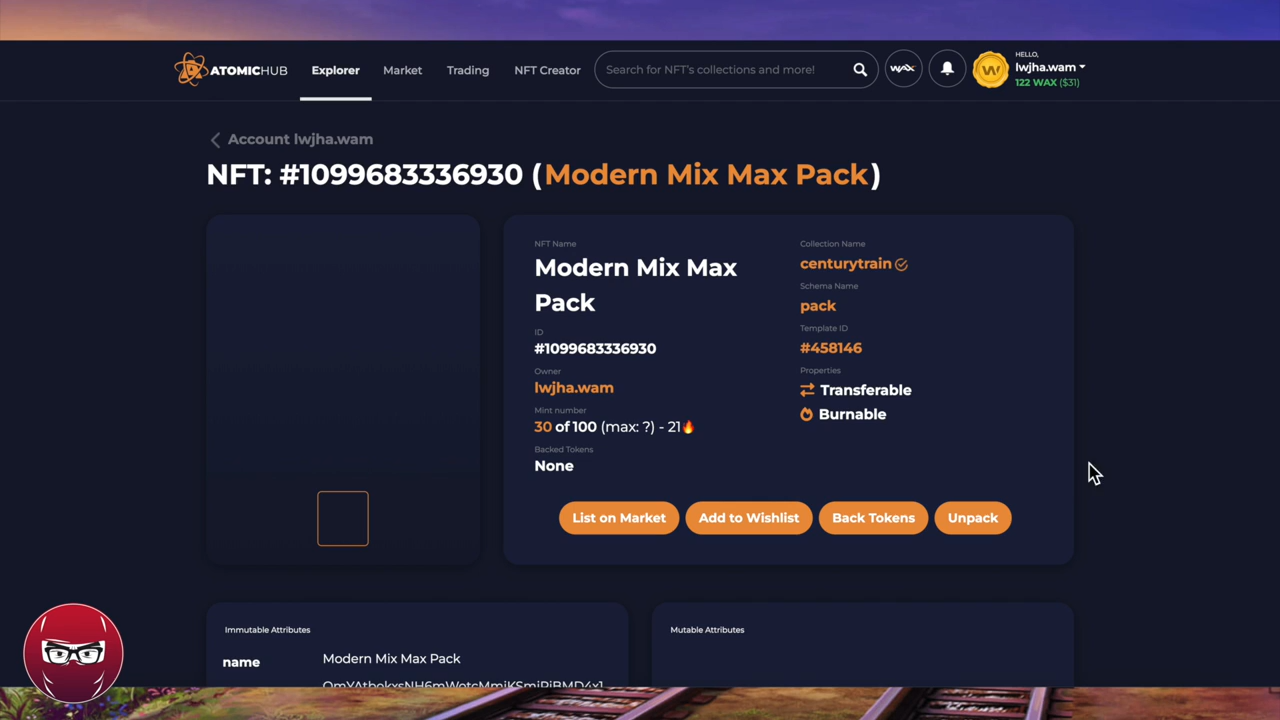 ATOMICHUB
Explorer
Market
Trading
NFT Creator
Search for NFT's collections and more!
WAX
HELLO,
lwjha.wam
122 WAX ($31)
Account lwjha.wam
NFT: #1099683336930 (Modern Mix Max Pack)
NFT Name
Modern Mix Max
Pack
ID
#1099683336930
Owner
lwjha.wam
Mint number
30 of 100 (max: ?) - 21🔥
Backed Tokens
None
Collection Name
centurytrain
Schema Name
pack
Template ID
#458146
Properties
Transferable
Burnable
List on Market
Add to Wishlist
Back Tokens
Unpack
Immutable Attributes
name
Modern Mix Max Pack
Mutable Attributes